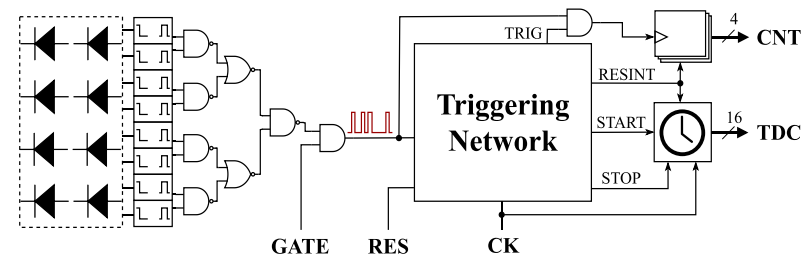 4
CNT
TRIG
RESINT
Triggering
Network
START
16
TDC
STOP
GATE
RES
CK